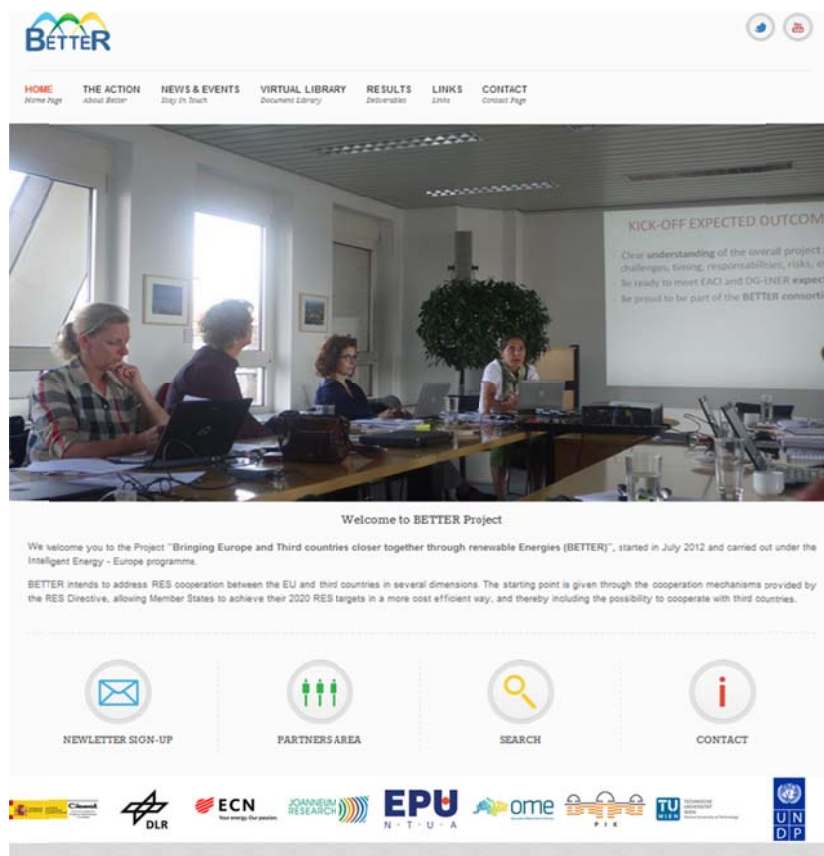 BETTER
HOME THE ACTION NEWS & EVENTS VIRTUAL LIBRARY RESULTS LINKS CONTACT
Home Page About Better Stay In Touch Document Library Deliverables Links Contact Page
KICK-OFF EXPECTED OUTCOM
- Clear understanding of the overall project
challenges, timing, responsabilities, risks, e
- Be ready to meet EACI and DG-ENER expec
- Be proud to be part of the BETTER consorti
Welcome to BETTER Project
We welcome you to the Project "Bringing Europe and Third countries closer together through renewable Energies (BETTER)", started in July 2012 and carried out under the
Intelligent Energy - Europe programme.
BETTER intends to address RES cooperation between the EU and third countries in several dimensions. The starting point is given through the cooperation mechanisms provided by
the RES Directive, allowing Member States to achieve their 2020 RES targets in a more cost efficient way, and thereby including the possibility to cooperate with third countries.
NEWLETTER SIGN-UP PARTNERS AREA SEARCH CONTACT
DLR
ECN
Your energy. Our passion.
JOANNEUM
RESEARCH
EPU
N·T·U·A
ome
PIK
TU
WIEN
TECHNISCHE
UNIVERSITÄT
WIEN
U N
D P